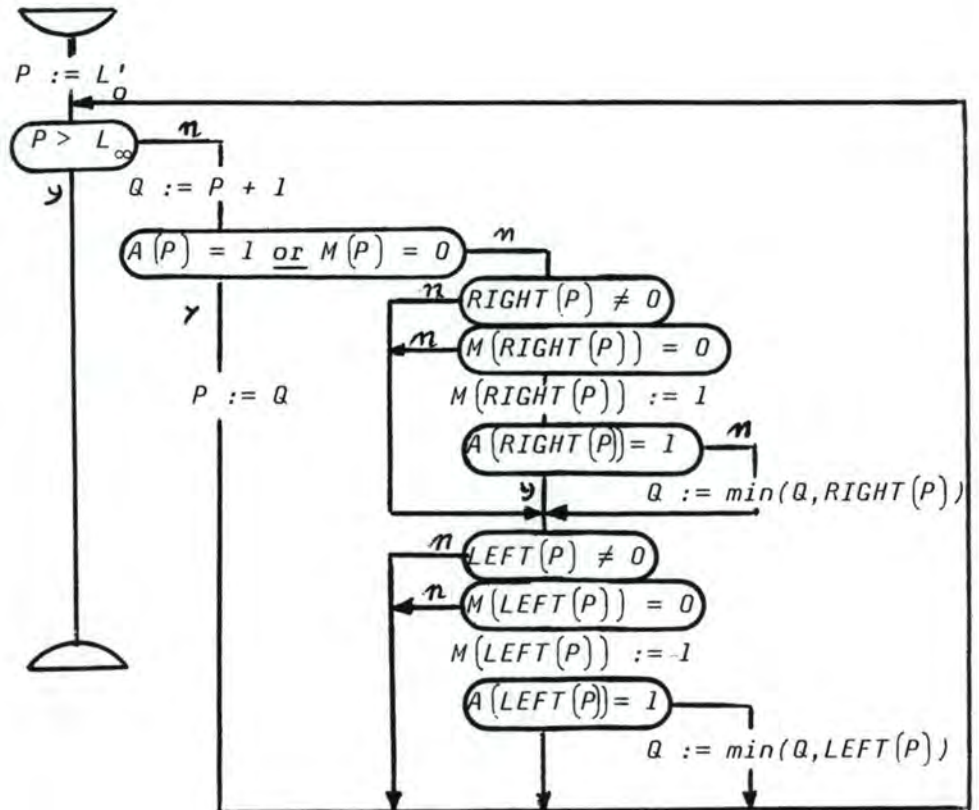 P := L'0
P > L∞
n
y
Q := P + 1
A(P) = 1 or M(P) = 0
n
y
P := Q
RIGHT(P) ≠ 0
n
M(RIGHT(P)) = 0
n
M(RIGHT(P)) := 1
A(RIGHT(P)) = 1
n
y
Q := min(Q,RIGHT(P))
LEFT(P) ≠ 0
n
M(LEFT(P)) = 0
n
M(LEFT(P)) := 1
A(LEFT(P)) = 1
Q := min(Q,LEFT(P))